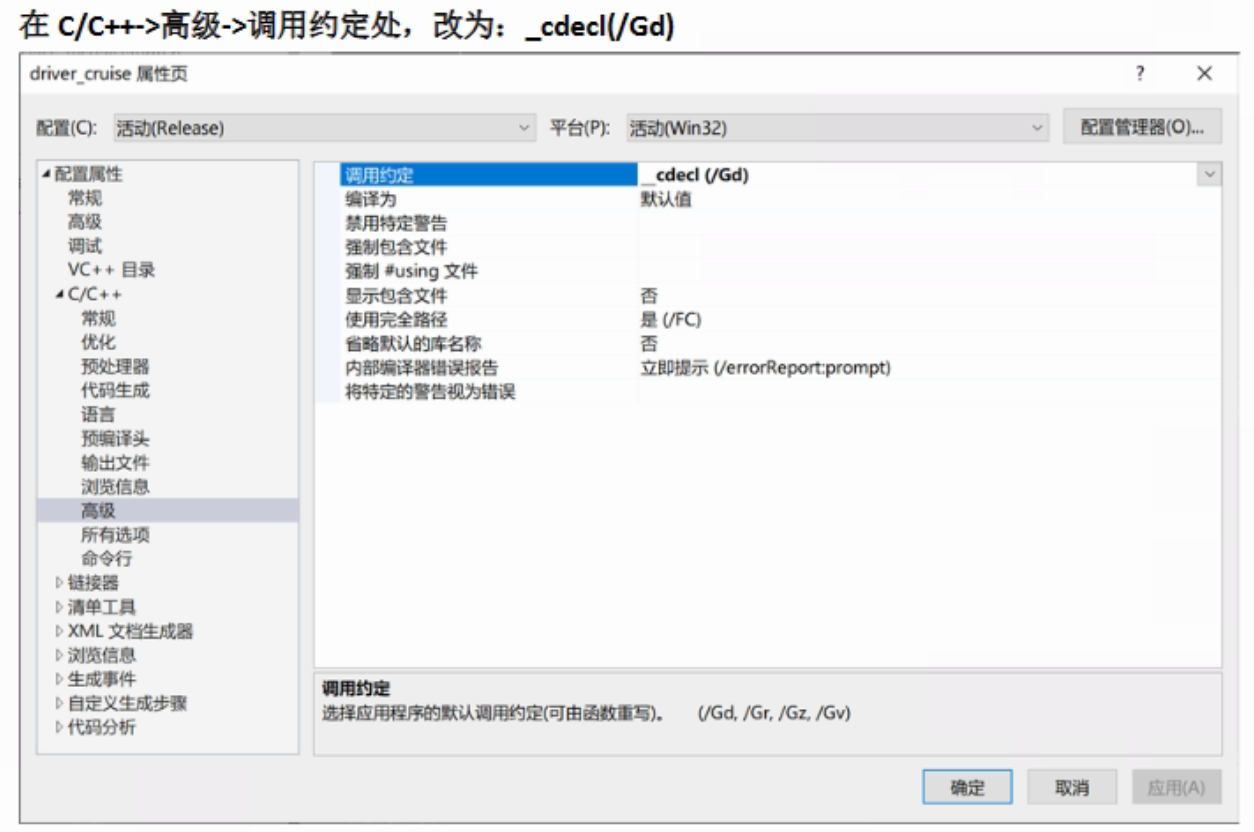 在 C/C++->高级->调用约定处，改为：_cdecl(/Gd)
driver_cruise 属性页
? ×
配置(C): 活动(Release) 平台(P): 活动(Win32) 配置管理器(O)...
配置属性
常规
高级
调试
VC++ 目录
C/C++
常规
优化
预处理器
代码生成
语言
预编译头
输出文件
浏览信息
高级
所有选项
命令行
链接器
清单工具
XML 文档生成器
浏览信息
生成事件
自定义生成步骤
代码分析
调用约定 __cdecl (/Gd)
编译为 默认值
禁用特定警告
强制包含文件
强制 #using 文件
显示包含文件 否
使用完全路径 是 (/FC)
省略默认的库名称 否
内部编译器错误报告 立即提示 (/errorReport:prompt)
将特定的警告视为错误
调用约定
选择应用程序的默认调用约定(可由函数重写)。 (/Gd, /Gr, /Gz, /Gv)
确定 取消 应用(A)